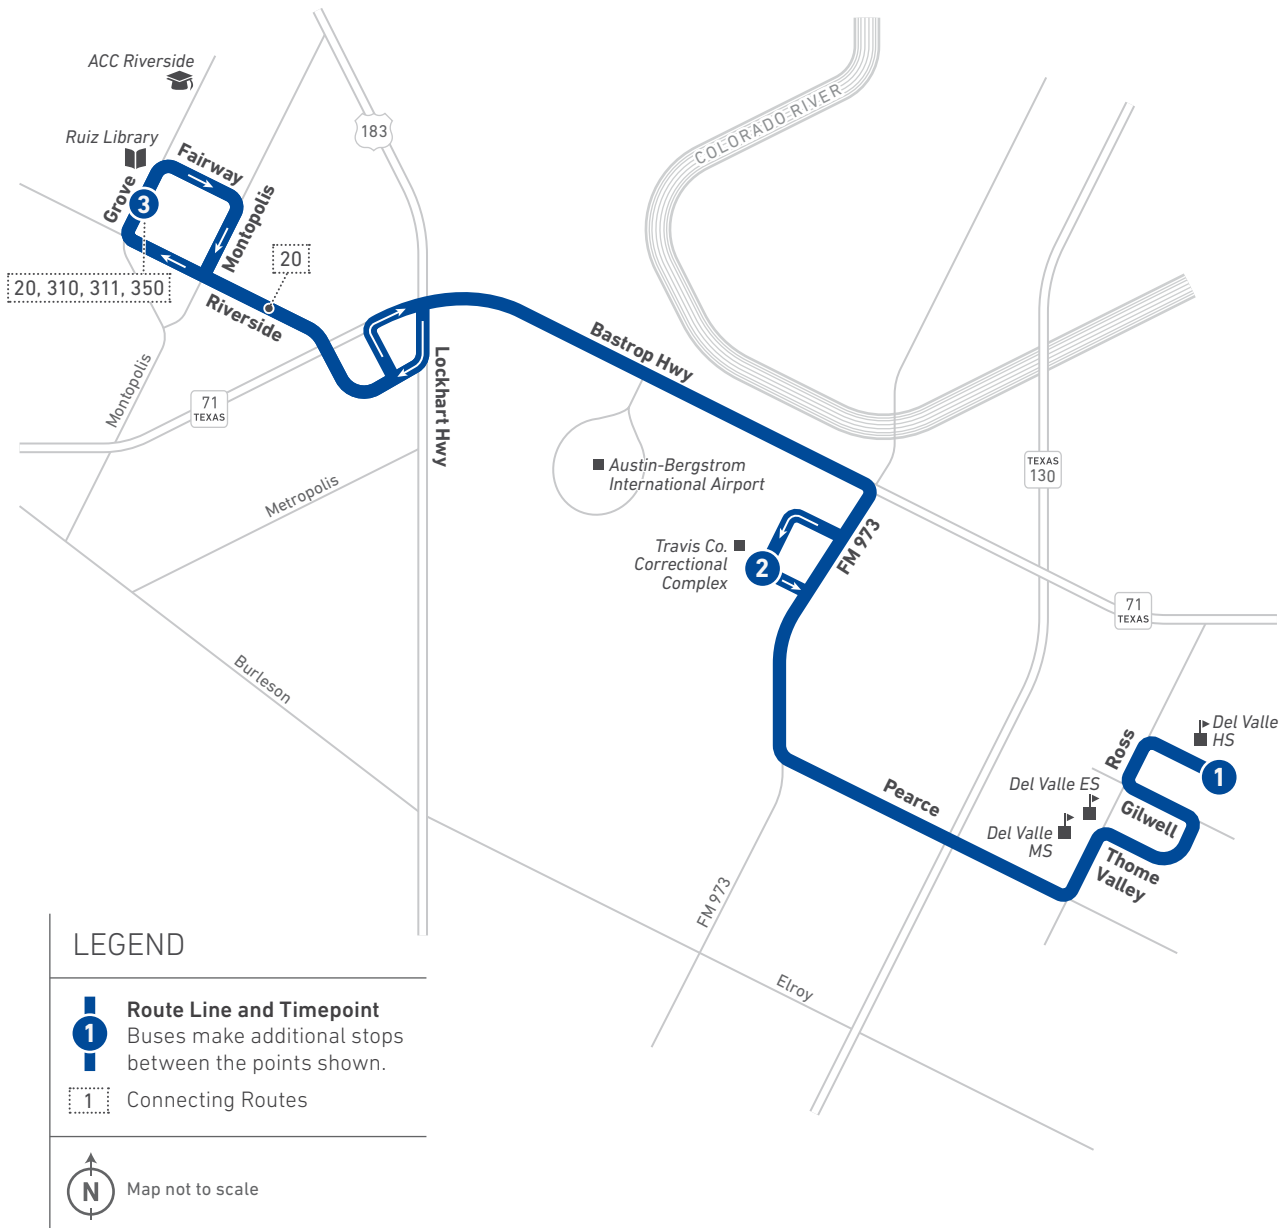 ACC Riverside
Ruiz Library
Fairway
Grove
3
Montopolis
183
COLORADO RIVER
20
20, 310, 311, 350
Riverside
Bastrop Hwy
Lockhart Hwy
Montopolis
71
TEXAS
Metropolis
Austin-Bergstrom
International Airport
TEXAS
130
FM 973
Travis Co.
Correctional
Complex
2
71
TEXAS
Burleson
Ross
Del Valle
HS
1
Del Valle ES
Pearce
Gilwell
Del Valle
MS
Thome
Valley
FM 973
Elroy
LEGEND
1
Route Line and Timepoint
Buses make additional stops
between the points shown.
1
Connecting Routes
N
Map not to scale